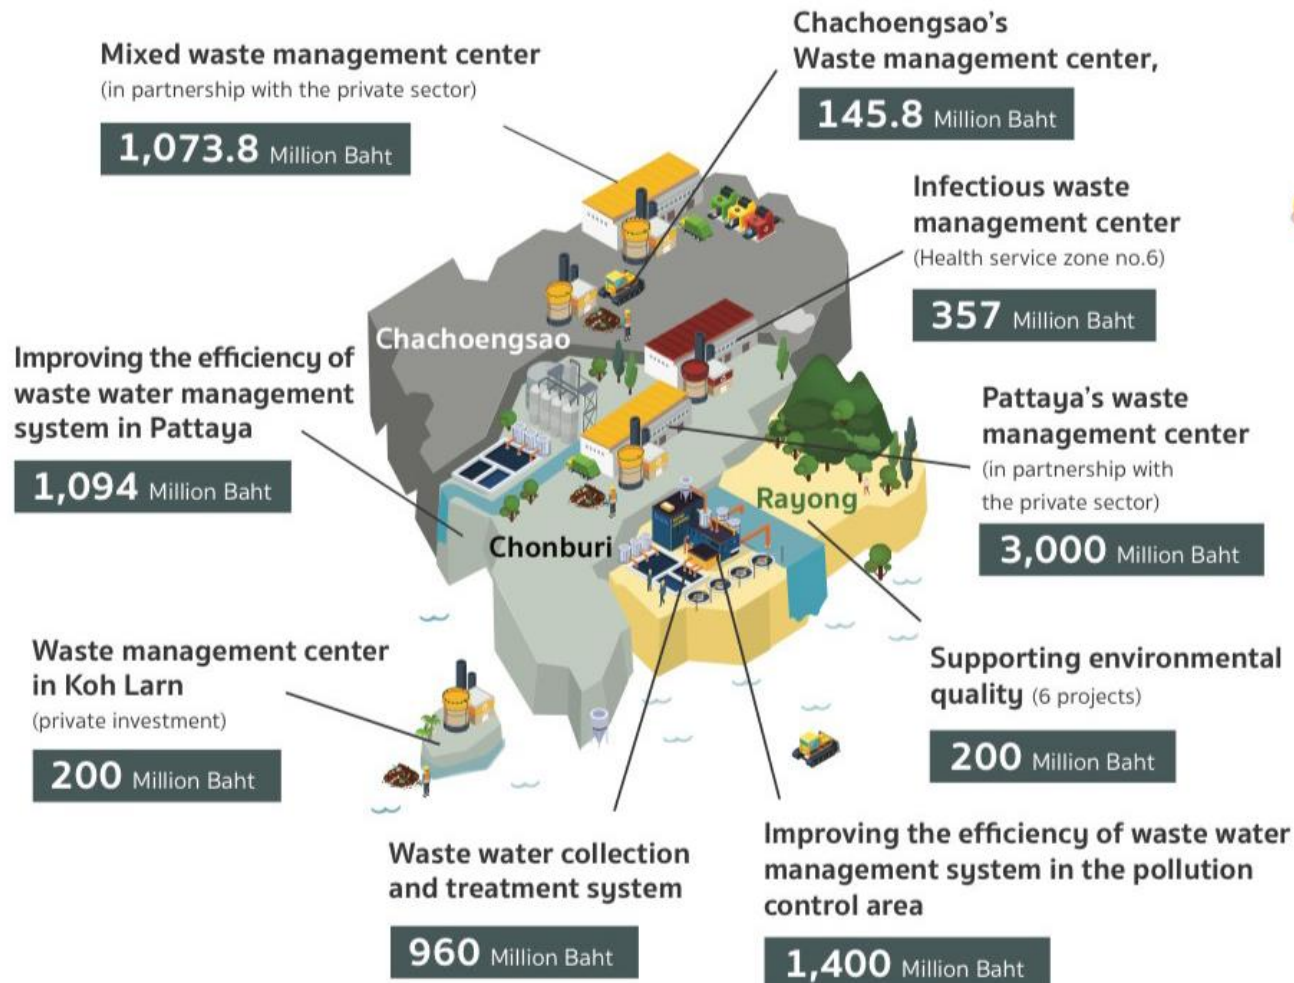 Mixed waste management center
(in partnership with the private sector)
1,073.8 Million Baht
Chachoengsao's
Waste management center,
145.8 Million Baht
Infectious waste
management center
(Health service zone no.6)
357 Million Baht
Chachoengsao
Improving the efficiency of
waste water management
system in Pattaya
1,094 Million Baht
Pattaya's waste
management center
(in partnership with
the private sector)
3,000 Million Baht
Rayong
Chonburi
Waste management center
in Koh Larn
(private investment)
200 Million Baht
Supporting environmental
quality (6 projects)
200 Million Baht
Waste water collection
and treatment system
960 Million Baht
Improving the efficiency of waste water
management system in the pollution
control area
1,400 Million Baht